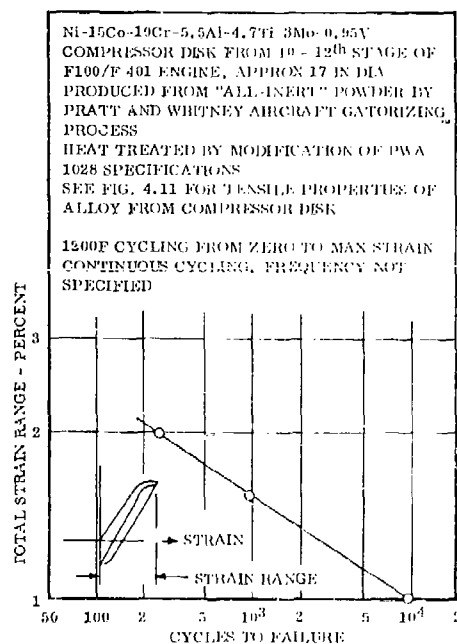 Ni-15Co-10Cr-5.5Al-4.7Ti-3Mo-0.95V
COMPRESSOR DISK FROM 10 - 12th STAGE OF
F100/F 401 ENGINE, APPROX 17 IN DIA
PRODUCED FROM "ALL-INERT" POWDER BY
PRATT AND WHITNEY AIRCRAFT GATORIZING™
PROCESS
HEAT TREATED BY MODIFICATION OF PWA
1028 SPECIFICATIONS
SEE FIG. 4.11 FOR TENSILE PROPERTIES OF
ALLOY FROM COMPRESSOR DISK
1200F CYCLING FROM ZERO TO MAX STRAIN
CONTINUOUS CYCLING, FREQUENCY NOT
SPECIFIED
TOTAL STRAIN RANGE - PERCENT
3
2
1
STRAIN
STRAIN RANGE
50 100 2 5 10³ 2 5 10⁴ 2
CYCLES TO FAILURE